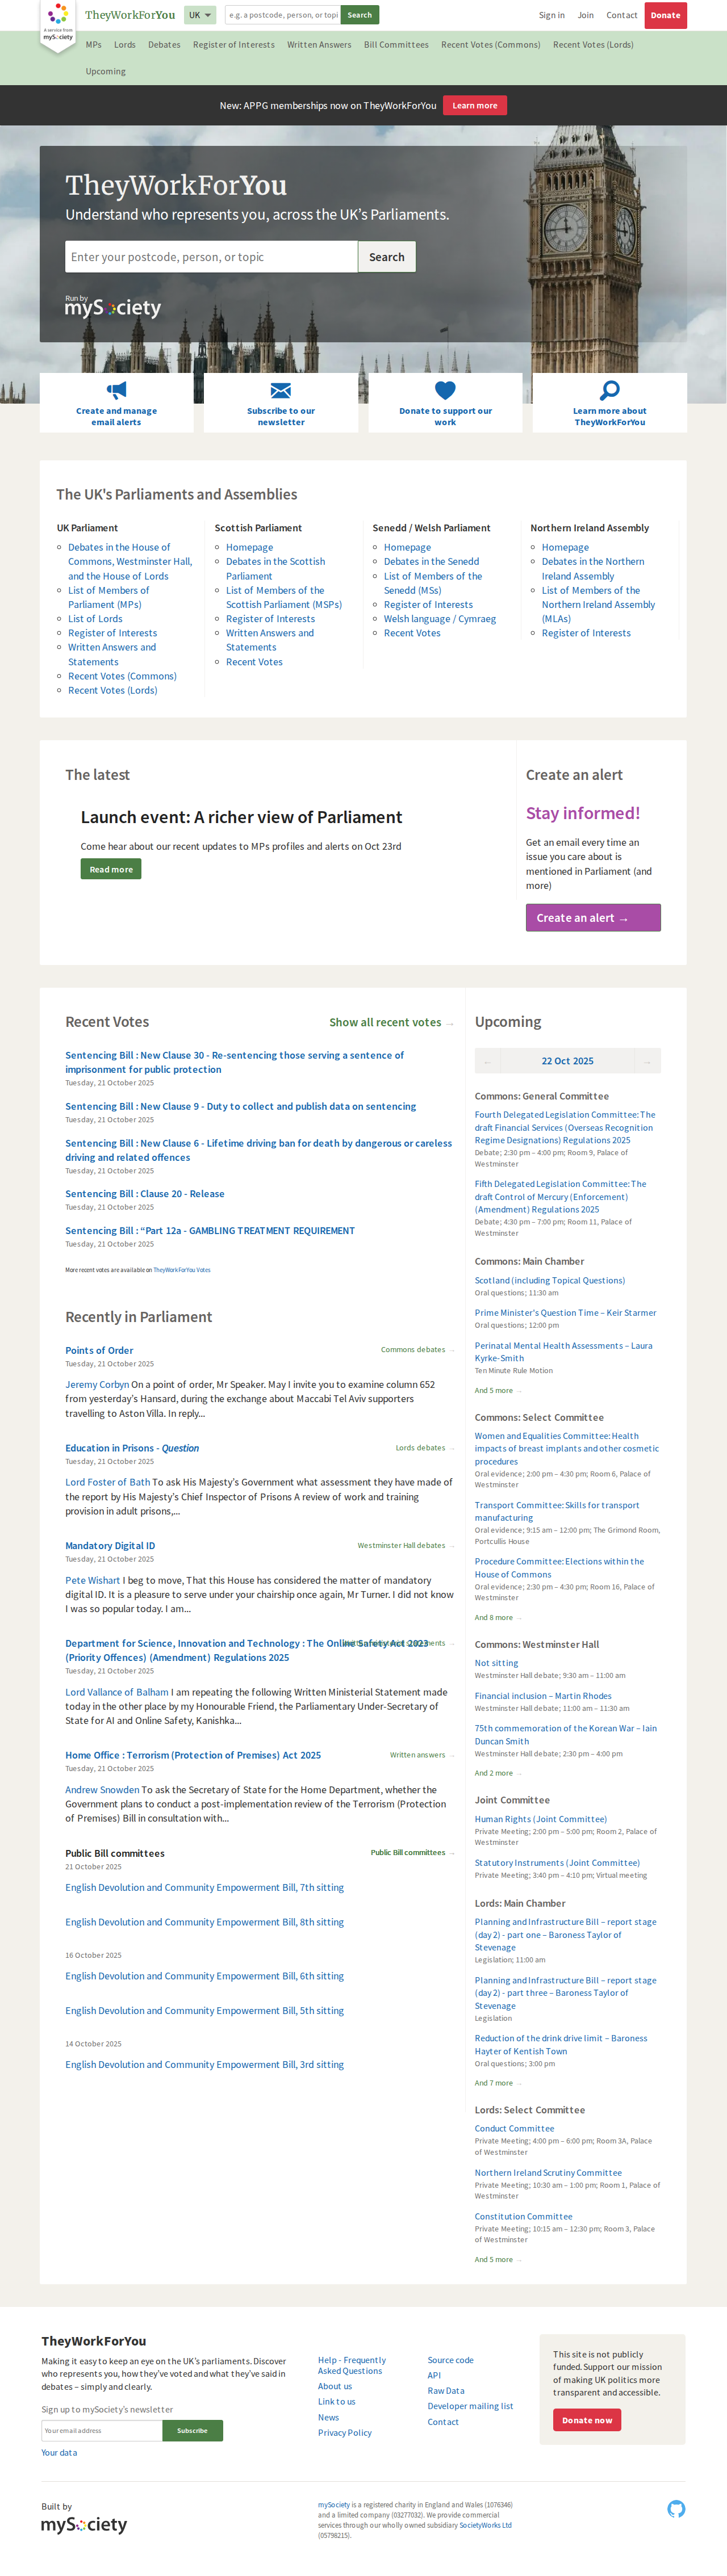 A service from
mySociety
TheyWorkForYou
UK
e.g. a postcode, person, or topi
Search
Sign in
Join
Contact
Donate
MPs
Lords
Debates
Register of Interests
Written Answers
Bill Committees
Recent Votes (Commons)
Recent Votes (Lords)
Upcoming
New: APPG memberships now on TheyWorkForYou
Learn more
TheyWorkForYou
Understand who represents you, across the UK's Parliaments.
Enter your postcode, person, or topic
Search
Run by
mySociety
Create and manage
email alerts
Subscribe to our
newsletter
Donate to support our
work
Learn more about
TheyWorkForYou
The UK's Parliaments and Assemblies
UK Parliament
Debates in the House of
Commons, Westminster Hall,
and the House of Lords
List of Members of
Parliament (MPs)
List of Lords
Register of Interests
Written Answers and
Statements
Recent Votes (Commons)
Recent Votes (Lords)
Scottish Parliament
Homepage
Debates in the Scottish
Parliament
List of Members of the
Scottish Parliament (MSPs)
Register of Interests
Written Answers and
Statements
Recent Votes
Senedd / Welsh Parliament
Homepage
Debates in the Senedd
List of Members of the
Senedd (MSs)
Register of Interests
Welsh language / Cymraeg
Recent Votes
Northern Ireland Assembly
Homepage
Debates in the Northern
Ireland Assembly
List of Members of the
Northern Ireland Assembly
(MLAs)
Register of Interests
The latest
Launch event: A richer view of Parliament
Come hear about our recent updates to MPs profiles and alerts on Oct 23rd
Read more
Create an alert
Stay informed!
Get an email every time an
issue you care about is
mentioned in Parliament (and
more)
Create an alert →
Recent Votes
Show all recent votes →
Sentencing Bill : New Clause 30 - Re-sentencing those serving a sentence of
imprisonment for public protection
Tuesday, 21 October 2025
Sentencing Bill : New Clause 9 - Duty to collect and publish data on sentencing
Tuesday, 21 October 2025
Sentencing Bill : New Clause 6 - Lifetime driving ban for death by dangerous or careless
driving and related offences
Tuesday, 21 October 2025
Sentencing Bill : Clause 20 - Release
Tuesday, 21 October 2025
Sentencing Bill : “Part 12a - GAMBLING TREATMENT REQUIREMENT
Tuesday, 21 October 2025
More recent votes are available on TheyWorkForYou Votes
Recently in Parliament
Points of Order
Commons debates →
Tuesday, 21 October 2025
Jeremy Corbyn On a point of order, Mr Speaker. May I invite you to examine column 652
from yesterday's Hansard, during the exchange about Maccabi Tel Aviv supporters
travelling to Aston Villa. In reply...
Education in Prisons - Question
Lords debates →
Tuesday, 21 October 2025
Lord Foster of Bath To ask His Majesty's Government what assessment they have made of
the report by His Majesty's Chief Inspector of Prisons A review of work and training
provision in adult prisons,...
Mandatory Digital ID
Westminster Hall debates →
Tuesday, 21 October 2025
Pete Wishart I beg to move, That this House has considered the matter of mandatory
digital ID. It is a pleasure to serve under your chairship once again, Mr Turner. I did not know
I was so popular today. I am...
Department for Science, Innovation and Technology : The Online Safety Act 2023
(Priority Offences) (Amendment) Regulations 2025
Tuesday, 21 October 2025
Lord Vallance of Balham I am repeating the following Written Ministerial Statement made
today in the other place by my Honourable Friend, the Parliamentary Under-Secretary of
State for AI and Online Safety, Kanishka...
Home Office : Terrorism (Protection of Premises) Act 2025
Written answers →
Tuesday, 21 October 2025
Andrew Snowden To ask the Secretary of State for the Home Department, whether the
Government plans to conduct a post-implementation review of the Terrorism (Protection
of Premises) Bill in consultation with...
Public Bill committees
Public Bill committees →
21 October 2025
English Devolution and Community Empowerment Bill, 7th sitting
English Devolution and Community Empowerment Bill, 8th sitting
16 October 2025
English Devolution and Community Empowerment Bill, 6th sitting
English Devolution and Community Empowerment Bill, 5th sitting
14 October 2025
English Devolution and Community Empowerment Bill, 3rd sitting
Upcoming
← 22 Oct 2025 →
Commons: General Committee
Fourth Delegated Legislation Committee: The
draft Financial Services (Overseas Recognition
Regime Designations) Regulations 2025
Debate; 2:30 pm – 4:00 pm; Room 9, Palace of
Westminster
Fifth Delegated Legislation Committee: The
draft Control of Mercury (Enforcement)
(Amendment) Regulations 2025
Debate; 4:30 pm – 7:00 pm; Room 11, Palace of
Westminster
Commons: Main Chamber
Scotland (including Topical Questions)
Oral questions; 11:30 am
Prime Minister's Question Time – Keir Starmer
Oral questions; 12:00 pm
Perinatal Mental Health Assessments – Laura
Kyrke-Smith
Ten Minute Rule Motion
And 5 more →
Commons: Select Committee
Women and Equalities Committee: Health
impacts of breast implants and other cosmetic
procedures
Oral evidence; 2:00 pm – 4:30 pm; Room 6, Palace of
Westminster
Transport Committee: Skills for transport
manufacturing
Oral evidence; 9:15 am – 12:00 pm; The Grimond Room,
Portcullis House
Procedure Committee: Elections within the
House of Commons
Oral evidence; 2:30 pm – 4:30 pm; Room 16, Palace of
Westminster
And 8 more →
Commons: Westminster Hall
Not sitting
Westminster Hall debate; 9:30 am – 11:00 am
Financial inclusion – Martin Rhodes
Westminster Hall debate; 11:00 am – 11:30 am
75th commemoration of the Korean War – Iain
Duncan Smith
Westminster Hall debate; 2:30 pm – 4:00 pm
And 2 more →
Joint Committee
Human Rights (Joint Committee)
Private Meeting; 2:00 pm – 5:00 pm; Room 2, Palace of
Westminster
Statutory Instruments (Joint Committee)
Private Meeting; 3:40 pm – 4:10 pm; Virtual meeting
Lords: Main Chamber
Planning and Infrastructure Bill – report stage
(day 2) - part one – Baroness Taylor of
Stevenage
Legislation; 11:00 am
Planning and Infrastructure Bill – report stage
(day 2) - part three – Baroness Taylor of
Stevenage
Legislation
Reduction of the drink drive limit – Baroness
Hayter of Kentish Town
Oral questions; 3:00 pm
And 7 more →
Lords: Select Committee
Conduct Committee
Private Meeting; 4:00 pm – 6:00 pm; Room 3A, Palace
of Westminster
Northern Ireland Scrutiny Committee
Private Meeting; 10:30 am – 1:00 pm; Room 1, Palace of
Westminster
Constitution Committee
Private Meeting; 10:15 am – 12:30 pm; Room 3, Palace
of Westminster
And 5 more →
TheyWorkForYou
Making it easy to keep an eye on the UK's parliaments. Discover
who represents you, how they've voted and what they've said in
debates – simply and clearly.
Sign up to mySociety's newsletter
Your email address
Subscribe
Your data
Help - Frequently
Asked Questions
About us
Link to us
News
Privacy Policy
Source code
API
Raw Data
Developer mailing list
Contact
This site is not publicly
funded. Support our mission
of making UK politics more
transparent and accessible.
Donate now
Built by
mySociety
mySociety is a registered charity in England and Wales (1076346)
and a limited company (03277032). We provide commercial
services through our wholly owned subsidiary SocietyWorks Ltd
(05798215).